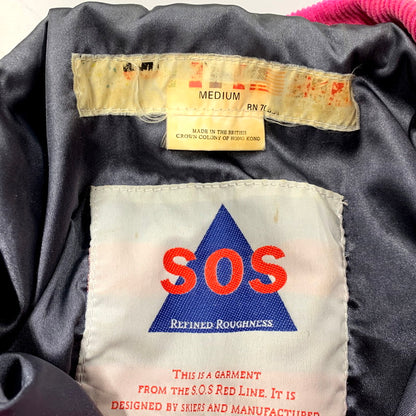 MEDIUM
RN
MADE IN THE BRITISH
CROWN COLONY OF HONG KONG
SOS
REFINED ROUGHNESS
THIS IS A GARMENT
FROM THE S.O.S RED LINE. IT IS
DESIGNED BY SKIERS AND MANUFACTURED